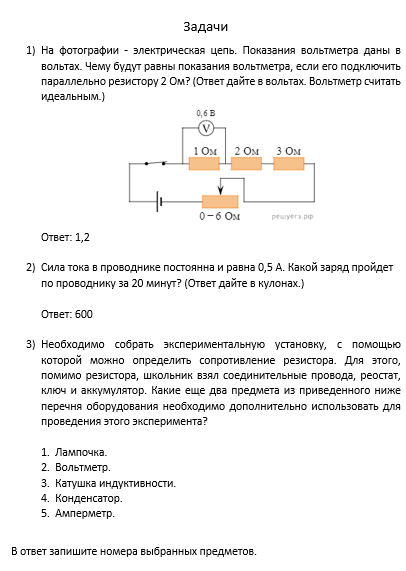 Задачи
1) На фотографии - электрическая цепь. Показания вольтметра даны в
вольтах. Чему будут равны показания вольтметра, если его подключить
параллельно резистору 2 Ом? (Ответ дайте в вольтах. Вольтметр считать
идеальным.)
0,6 В
V
1 Ом 2 Ом 3 Ом
0 – 6 Ом
решуегэ.рф
Ответ: 1,2
2) Сила тока в проводнике постоянна и равна 0,5 А. Какой заряд пройдет
по проводнику за 20 минут? (Ответ дайте в кулонах.)
Ответ: 600
3) Необходимо собрать экспериментальную установку, с помощью
которой можно определить сопротивление резистора. Для этого,
помимо резистора, школьник взял соединительные провода, реостат,
ключ и аккумулятор. Какие еще два предмета из приведенного ниже
перечня оборудования необходимо дополнительно использовать для
проведения этого эксперимента?
1. Лампочка.
2. Вольтметр.
3. Катушка индуктивности.
4. Конденсатор.
5. Амперметр.
В ответ запишите номера выбранных предметов.